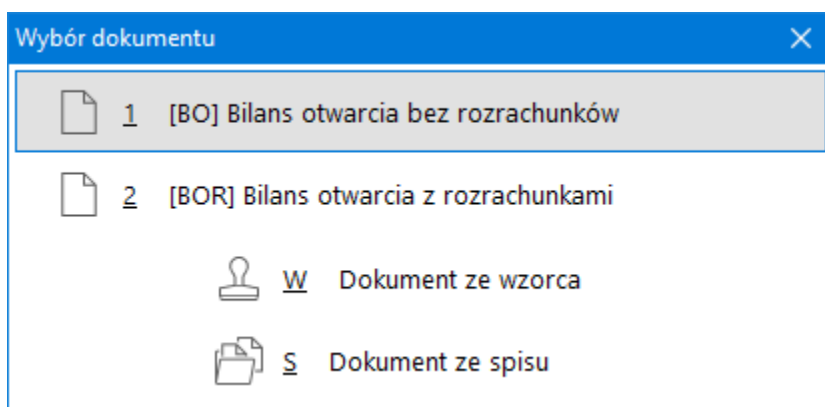 Wybór dokumentu
1 [BO] Bilans otwarcia bez rozrachunków
2 [BOR] Bilans otwarcia z rozrachunkami
W Dokument ze wzorca
S Dokument ze spisu